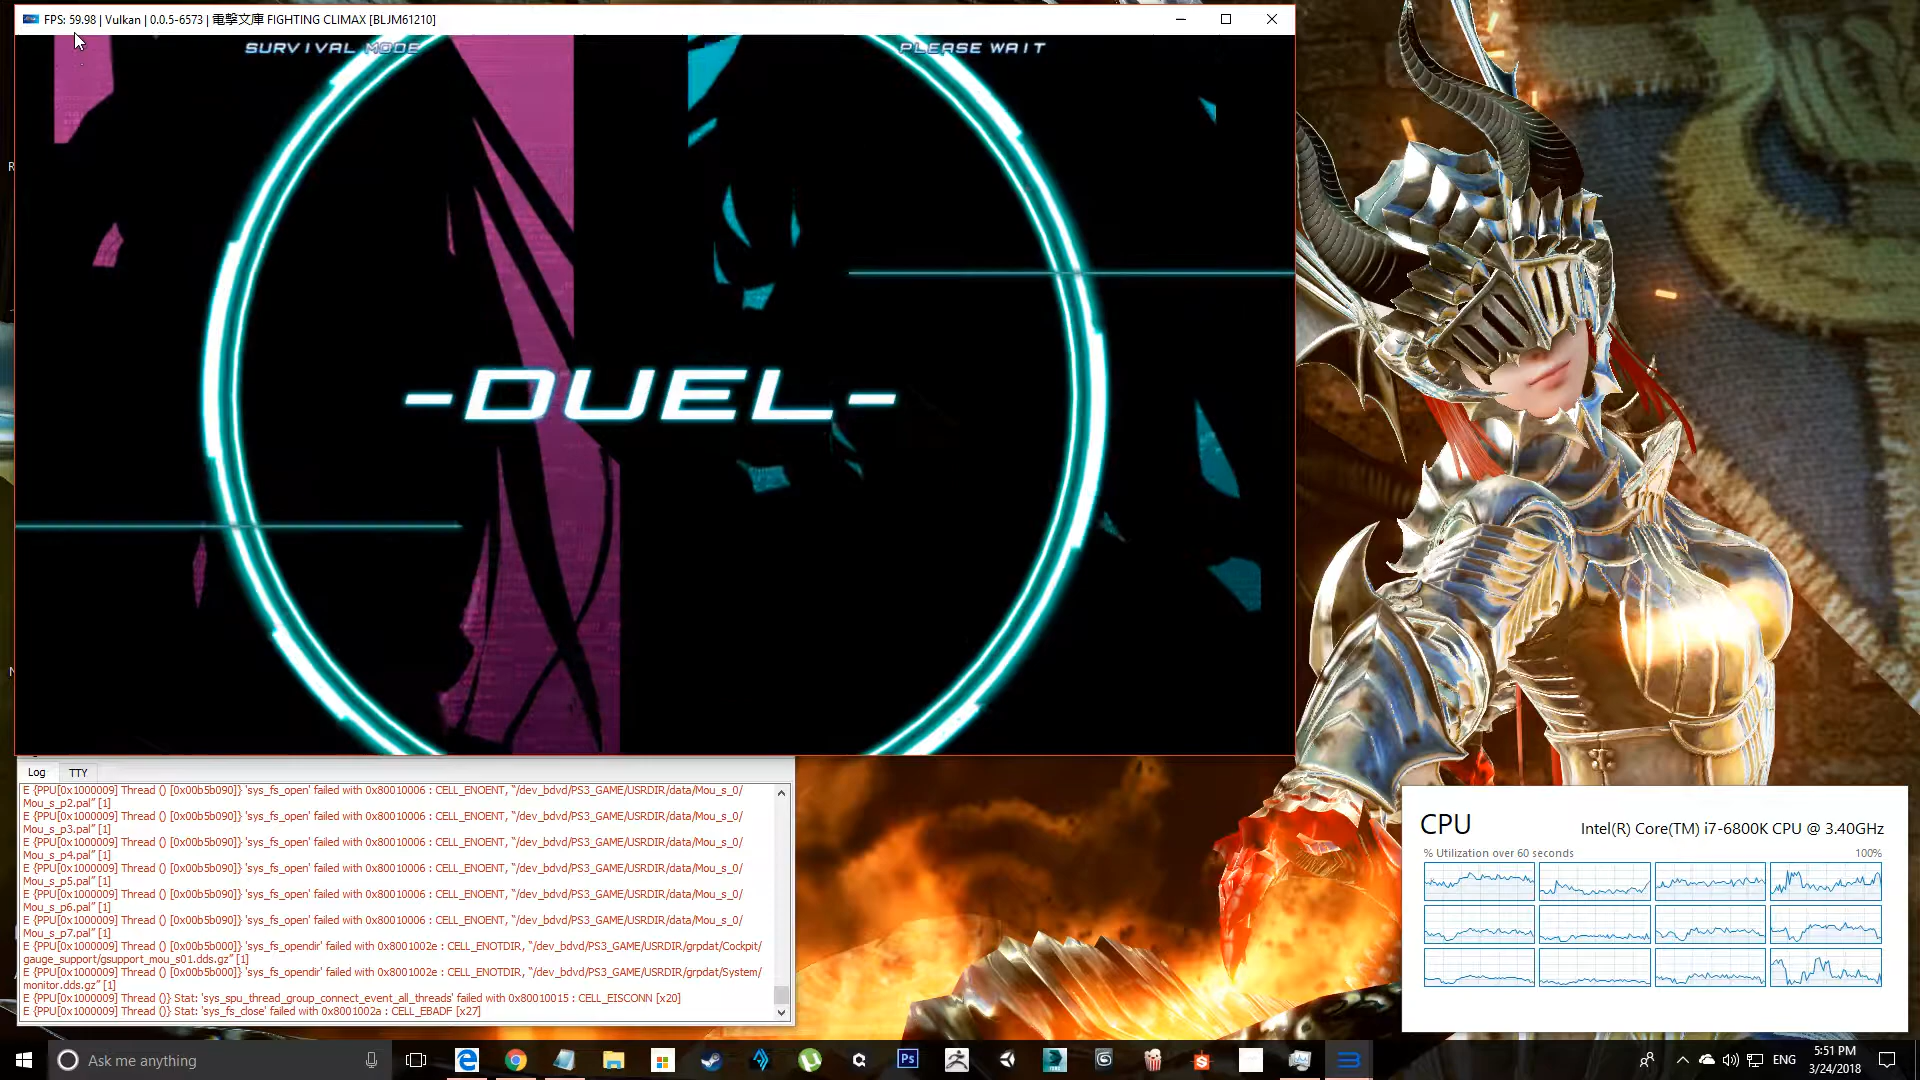 FPS: 59.98 | Vulkan | 0.0.5-6573 | 電撃文庫 FIGHTING CLIMAX [BLJM61210]
SURVIVAL MODE
PLEASE WAIT
-DUEL-
Log
TTY
E {PPU[0x1000009] Thread () [0x00b5b090]} 'sys_fs_open' failed with 0x80010006 : CELL_ENOENT, “/dev_bdvd/PS3_GAME/USRDIR/data/Mou_s_0/
Mou_s_p2.pal” [1]
E {PPU[0x1000009] Thread () [0x00b5b090]} 'sys_fs_open' failed with 0x80010006 : CELL_ENOENT, “/dev_bdvd/PS3_GAME/USRDIR/data/Mou_s_0/
Mou_s_p3.pal” [1]
E {PPU[0x1000009] Thread () [0x00b5b090]} 'sys_fs_open' failed with 0x80010006 : CELL_ENOENT, “/dev_bdvd/PS3_GAME/USRDIR/data/Mou_s_0/
Mou_s_p4.pal” [1]
E {PPU[0x1000009] Thread () [0x00b5b090]} 'sys_fs_open' failed with 0x80010006 : CELL_ENOENT, “/dev_bdvd/PS3_GAME/USRDIR/data/Mou_s_0/
Mou_s_p5.pal” [1]
E {PPU[0x1000009] Thread () [0x00b5b090]} 'sys_fs_open' failed with 0x80010006 : CELL_ENOENT, “/dev_bdvd/PS3_GAME/USRDIR/data/Mou_s_0/
Mou_s_p6.pal” [1]
E {PPU[0x1000009] Thread () [0x00b5b090]} 'sys_fs_open' failed with 0x80010006 : CELL_ENOENT, “/dev_bdvd/PS3_GAME/USRDIR/data/Mou_s_0/
Mou_s_p7.pal” [1]
E {PPU[0x1000009] Thread () [0x00b5b000]} 'sys_fs_opendir' failed with 0x8001002e : CELL_ENOTDIR, “/dev_bdvd/PS3_GAME/USRDIR/grpdat/Cockpit/
gauge_support/gsupport_mou_s01.dds.gz” [1]
E {PPU[0x1000009] Thread () [0x00b5b000]} 'sys_fs_opendir' failed with 0x8001002e : CELL_ENOTDIR, “/dev_bdvd/PS3_GAME/USRDIR/grpdat/System/
monitor.dds.gz” [1]
E {PPU[0x1000009] Thread ()} Stat: 'sys_spu_thread_group_connect_event_all_threads' failed with 0x80010015 : CELL_EISCONN [x20]
E {PPU[0x1000009] Thread ()} Stat: 'sys_fs_close' failed with 0x8001002a : CELL_EBADF [x27]
CPU
Intel(R) Core(TM) i7-6800K CPU @ 3.40GHz
% Utilization over 60 seconds
100%
Ask me anything
Ps
ENG
5:51 PM
3/24/2018